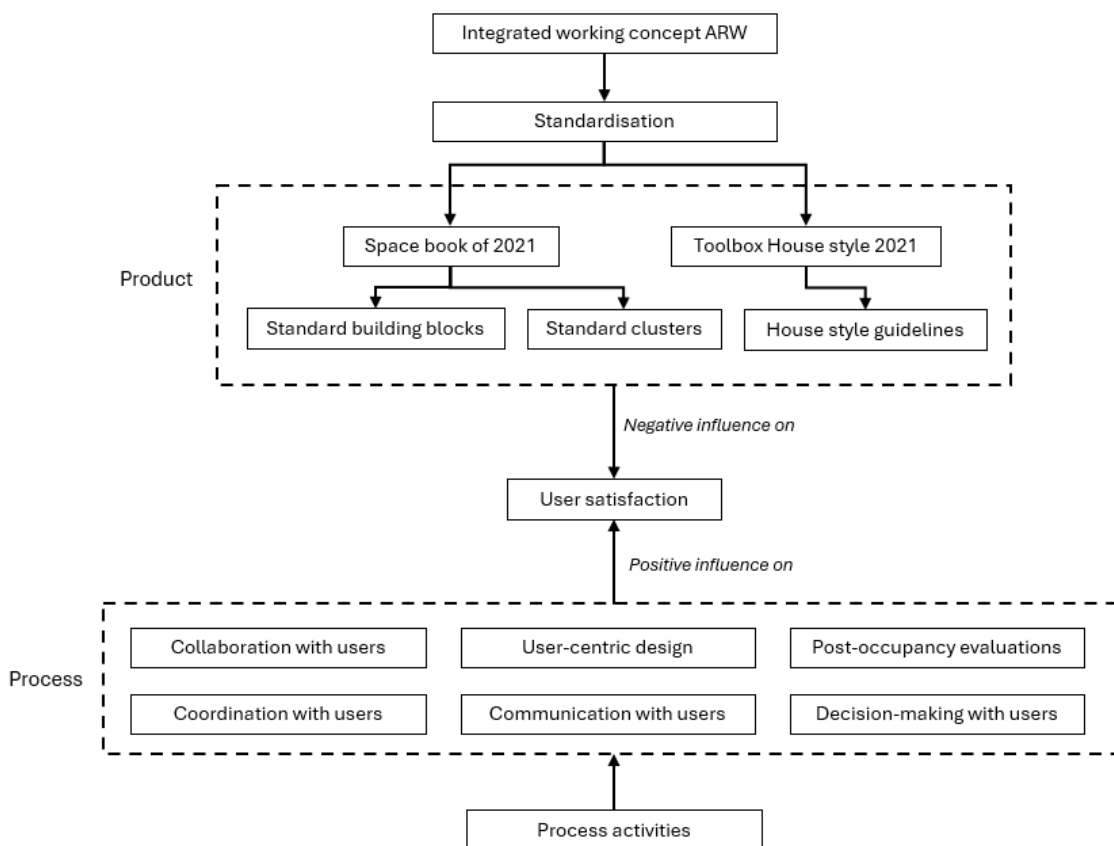 Integrated working concept ARW
Standardisation
Space book of 2021
Toolbox House style 2021
Product
Standard building blocks
Standard clusters
House style guidelines
Negative influence on
User satisfaction
Positive influence on
Collaboration with users
User-centric design
Post-occupancy evaluations
Process
Coordination with users
Communication with users
Decision-making with users
Process activities